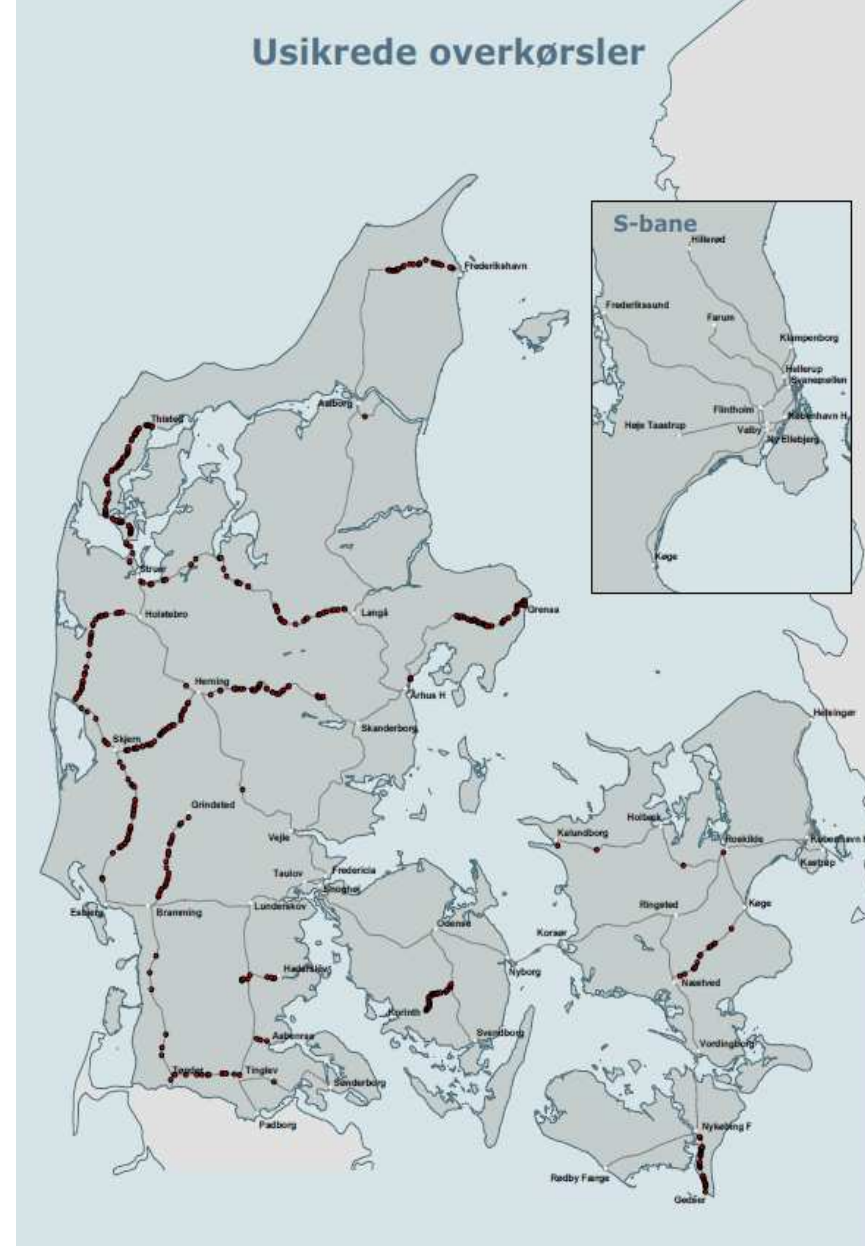 Usikrede overkørsler
S-bane
Hillerød
Frederikssund
Farum
Klampenborg
Hellerup
Svanemøllen
Flintholm
København H
Høje Taastrup
Valby
Ny Ellebjerg
Køge
Frederikshavn
Aalborg
Thisted
Struer
Holstebro
Langå
Grenaa
Herning
Århus H
Skanderborg
Skjern
Helsingør
Grindsted
Vejle
Kalundborg
Holbæk
Roskilde
København H
Kastrup
Taulov
Fredericia
Snoghøj
Esbjerg
Bramming
Lunderskov
Ringsted
Køge
Odense
Korsør
Nyborg
Haderslev
Næstved
Korinth
Svendborg
Aabenraa
Vordingborg
Tønder
Tinglev
Sønderborg
Padborg
Nykøbing F
Rødby Færge
Gedser